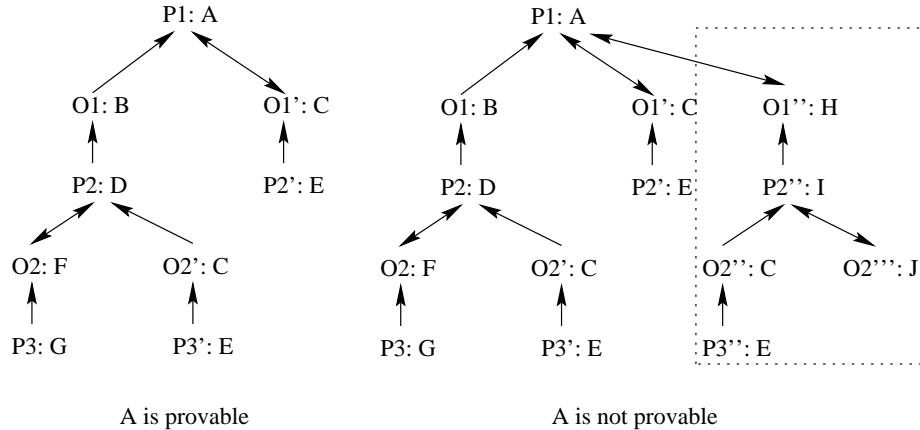 P1: A
O1: B
O1': C
P2: D
P2': E
O2: F
O2': C
P3: G
P3': E
A is provable
P1: A
O1: B
O1': C
O1'': H
P2: D
P2': E
P2'': I
O2: F
O2': C
O2'': C
O2''': J
P3: G
P3': E
P3'': E
A is not provable